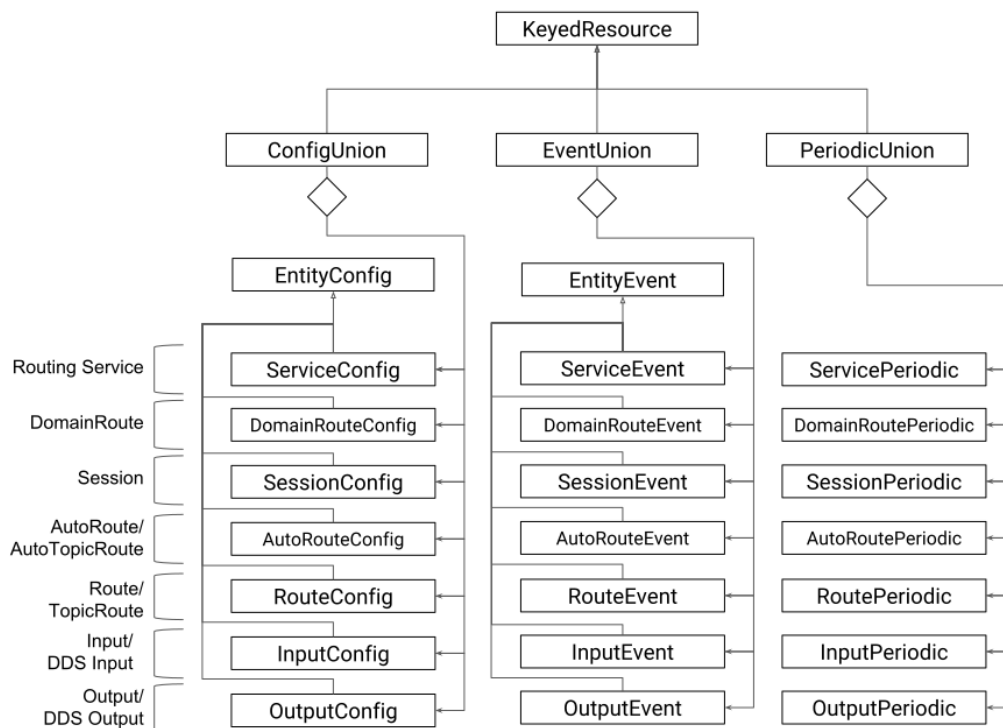 KeyedResource
ConfigUnion
EventUnion
PeriodicUnion
EntityConfig
EntityEvent
Routing Service
ServiceConfig
ServiceEvent
ServicePeriodic
DomainRoute
DomainRouteConfig
DomainRouteEvent
DomainRoutePeriodic
Session
SessionConfig
SessionEvent
SessionPeriodic
AutoRoute/
AutoTopicRoute
AutoRouteConfig
AutoRouteEvent
AutoRoutePeriodic
Route/
TopicRoute
RouteConfig
RouteEvent
RoutePeriodic
Input/
DDS Input
InputConfig
InputEvent
InputPeriodic
Output/
DDS Output
OutputConfig
OutputEvent
OutputPeriodic